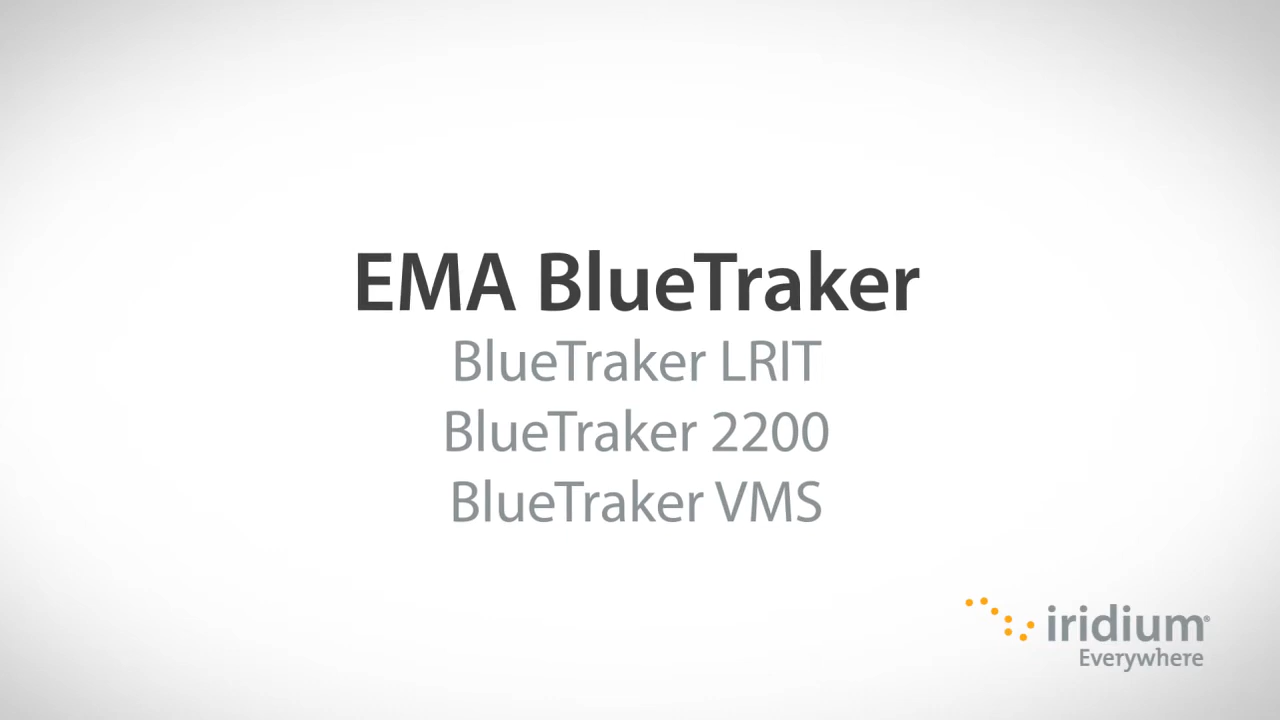 EMA BlueTraker
BlueTraker LRIT
BlueTraker 2200
BlueTraker VMS
iridium®
Everywhere